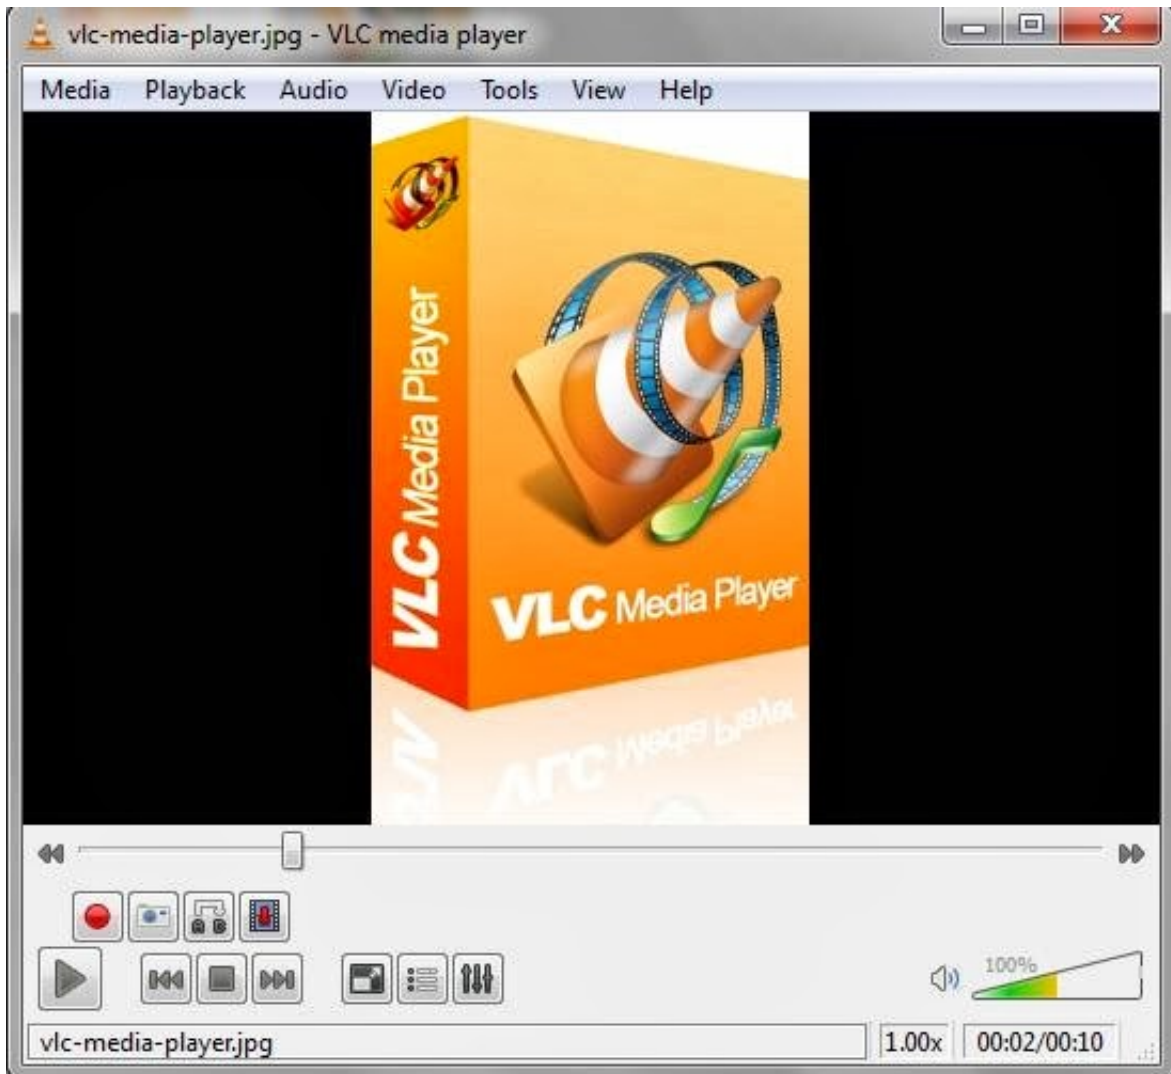 vlc-media-player.jpg - VLC media player
Media Playback Audio Video Tools View Help
VLC Media Player
VLC Media Player
A B
100%
vlc-media-player.jpg 1.00x 00:02/00:10